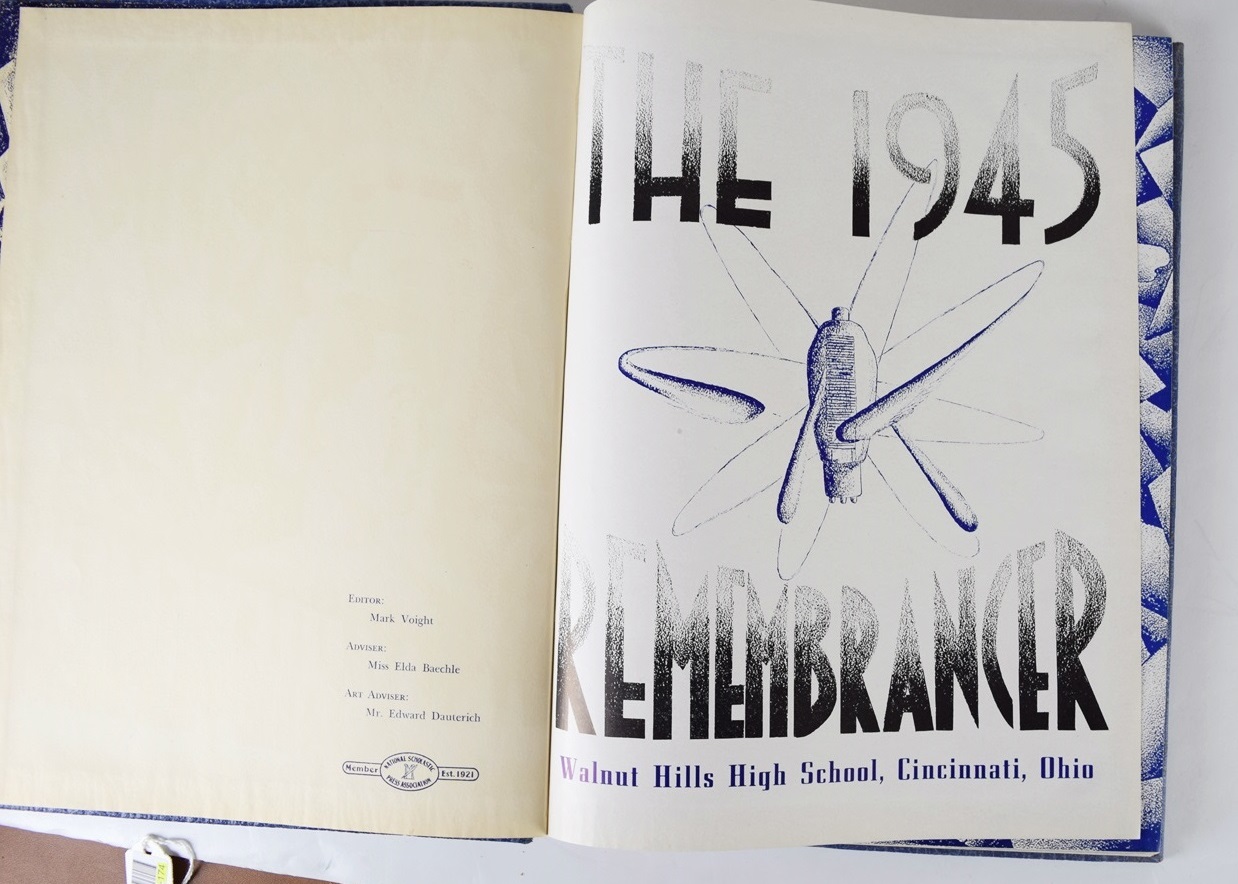 Editor:
Mark Voight
Adviser:
Miss Elda Baechle
Art Adviser:
Mr. Edward Dauterich
Member
NATIONAL SCHOLASTIC
PRESS ASSOCIATION
Est. 1921
THE 1945
REMEMBRANCER
Walnut Hills High School, Cincinnati, Ohio
174